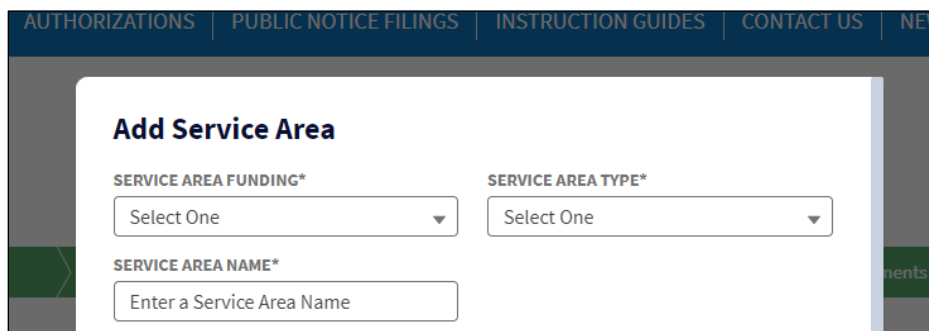 AUTHORIZATIONS | PUBLIC NOTICE FILINGS | INSTRUCTION GUIDES | CONTACT US |
Add Service Area
SERVICE AREA FUNDING* SERVICE AREA TYPE*
Select One Select One
SERVICE AREA NAME*
Enter a Service Area Name